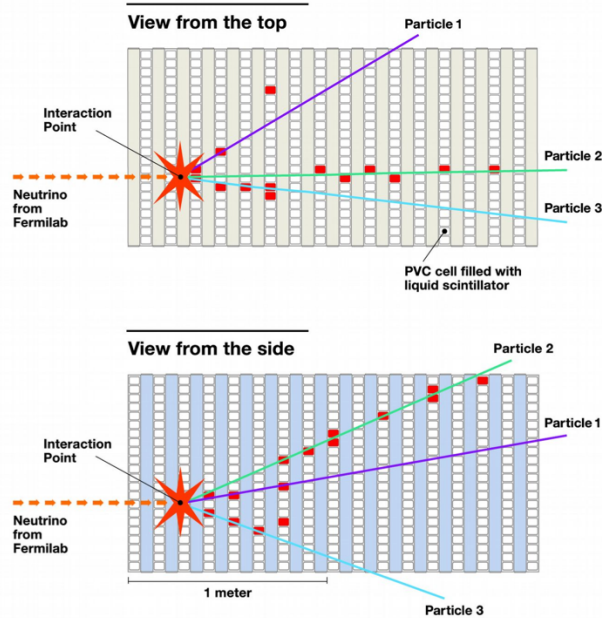 View from the top
Particle 1
Interaction
Point
Particle 2
Neutrino
from
Fermilab
Particle 3
PVC cell filled with
liquid scintillator
View from the side
Particle 2
Particle 1
Interaction
Point
Neutrino
from
Fermilab
1 meter
Particle 3